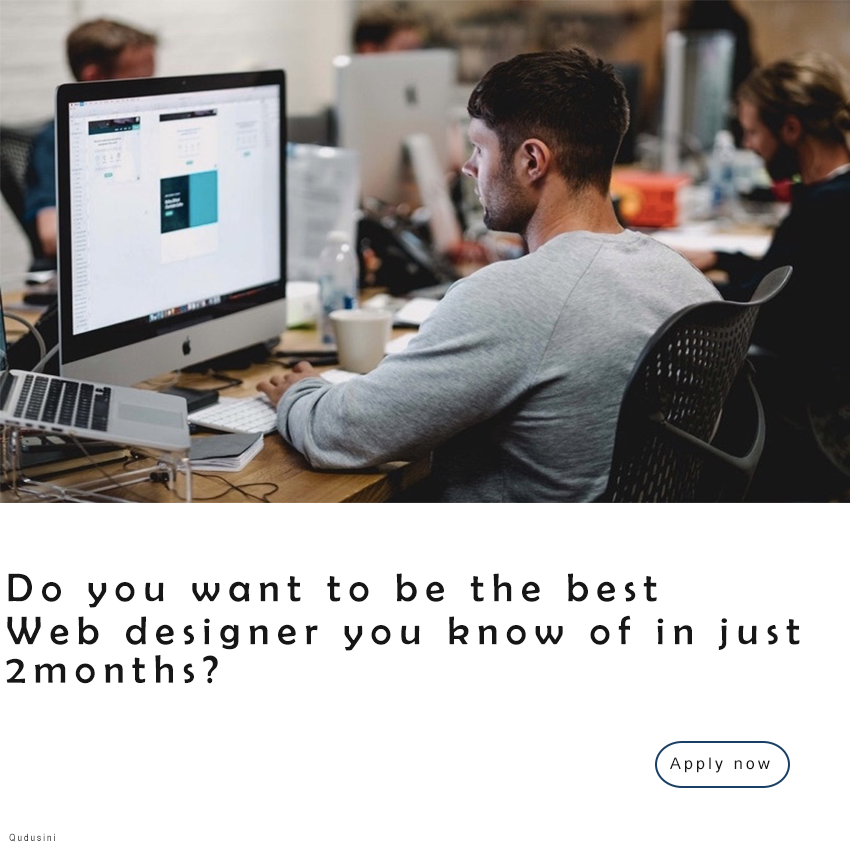 Do you want to be the best
Web designer you know of in just
2months?
Apply now
Qudusini